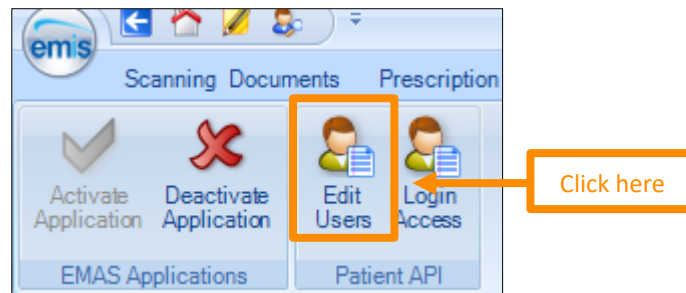 emis
Scanning Documents Prescription
Activate Application
Deactivate Application
Edit Users
Login Access
Click here
EMAS Applications
Patient API